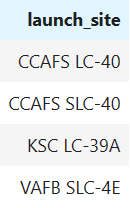 launch_site
CCAFS LC-40
CCAFS SLC-40
KSC LC-39A
VAFB SLC-4E